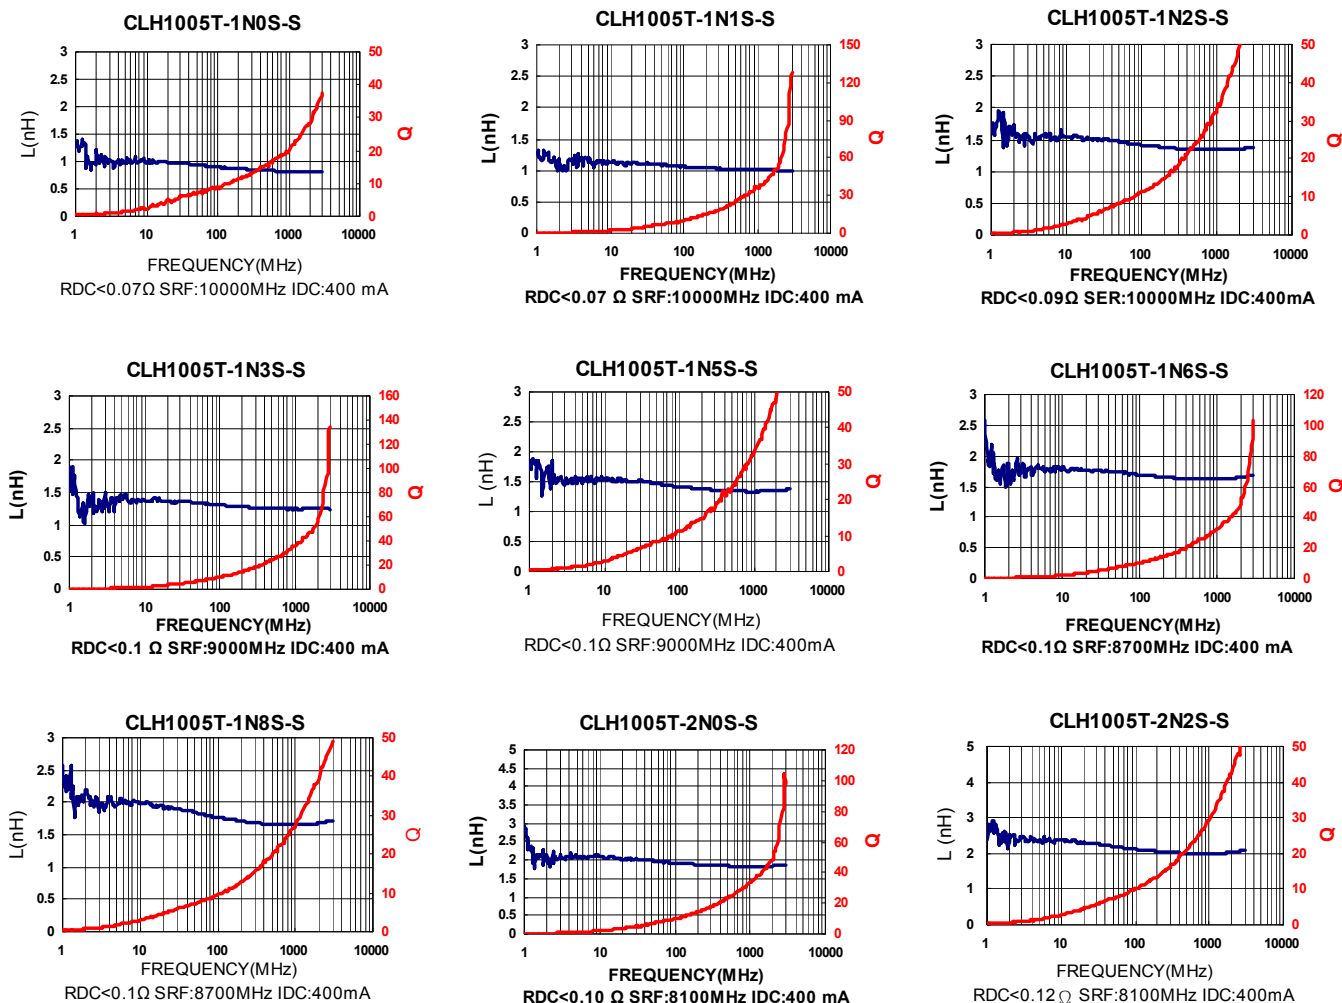 CLH1005T-1N0S-S
3
2.5
2
1.5
1
0.5
0
50
40
30
20
10
0
1 10 100 1000 10000
L(nH)
Q
FREQUENCY(MHz)
RDC<0.07Ω SRF:10000MHz IDC:400 mA
CLH1005T-1N1S-S
3
2.5
2
1.5
1
0.5
0
150
120
90
60
30
0
1 10 100 1000 10000
L(nH)
Q
FREQUENCY(MHz)
RDC<0.07 Ω SRF:10000MHz IDC:400 mA
CLH1005T-1N2S-S
3
2.5
2
1.5
1
0.5
0
50
40
30
20
10
0
1 10 100 1000 10000
L(nH)
Q
FREQUENCY(MHz)
RDC<0.09Ω SER:10000MHz IDC:400mA
CLH1005T-1N3S-S
3
2.5
2
1.5
1
0.5
0
160
140
120
100
80
60
40
20
0
1 10 100 1000 10000
L(nH)
Q
FREQUENCY(MHz)
RDC<0.1 Ω SRF:9000MHz IDC:400 mA
CLH1005T-1N5S-S
3
2.5
2
1.5
1
0.5
0
50
40
30
20
10
0
1 10 100 1000 10000
L (nH)
Q
FREQUENCY(MHz)
RDC<0.1Ω SRF:9000MHz IDC:400mA
CLH1005T-1N6S-S
3
2.5
2
1.5
1
0.5
0
120
100
80
60
40
20
0
1 10 100 1000 10000
L(nH)
Q
FREQUENCY(MHz)
RDC<0.1Ω SRF:8700MHz IDC:400 mA
CLH1005T-1N8S-S
3
2.5
2
1.5
1
0.5
0
50
40
30
20
10
0
1 10 100 1000 10000
L(nH)
Q
FREQUENCY(MHz)
RDC<0.1Ω SRF:8700MHz IDC:400mA
CLH1005T-2N0S-S
5
4.5
4
3.5
3
2.5
2
1.5
1
0.5
0
120
100
80
60
40
20
0
1 10 100 1000 10000
L(nH)
Q
FREQUENCY(MHz)
RDC<0.10 Ω SRF:8100MHz IDC:400 mA
CLH1005T-2N2S-S
5
4
3
2
1
0
50
40
30
20
10
0
1 10 100 1000 10000
L (nH)
Q
FREQUENCY(MHz)
RDC<0.12Ω SRF:8100MHz IDC:400mA